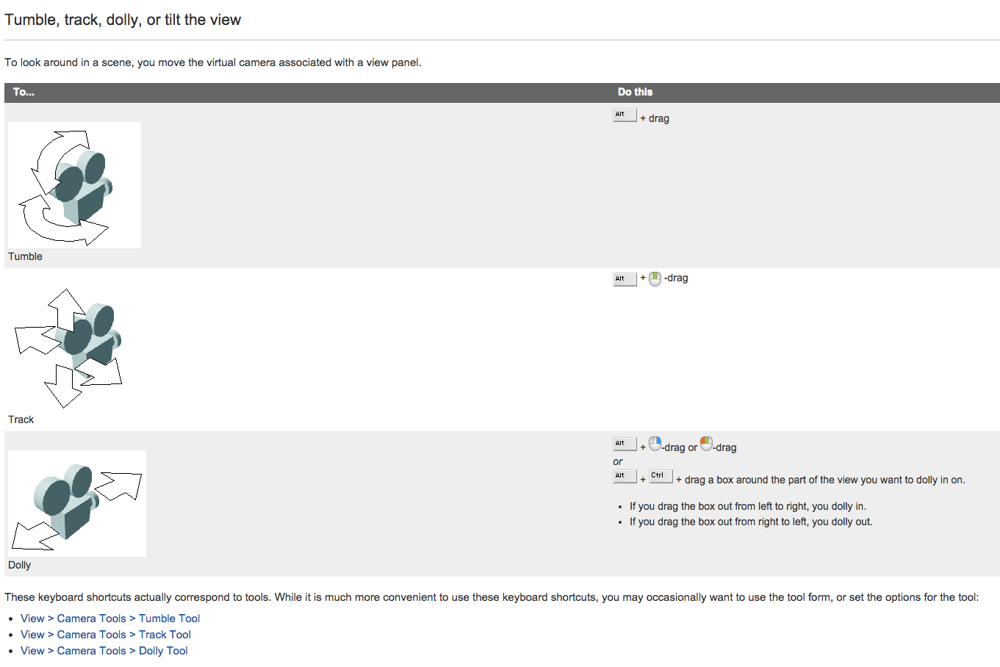 Tumble, track, dolly, or tilt the view
To look around in a scene, you move the virtual camera associated with a view panel.
To... Do this
Alt + drag
Tumble
Alt + -drag
Track
Alt + -drag or -drag
or
Alt + Ctrl + drag a box around the part of the view you want to dolly in on.
• If you drag the box out from left to right, you dolly in.
• If you drag the box out from right to left, you dolly out.
Dolly
These keyboard shortcuts actually correspond to tools. While it is much more convenient to use these keyboard shortcuts, you may occasionally want to use the tool form, or set the options for the tool:
• View > Camera Tools > Tumble Tool
• View > Camera Tools > Track Tool
• View > Camera Tools > Dolly Tool